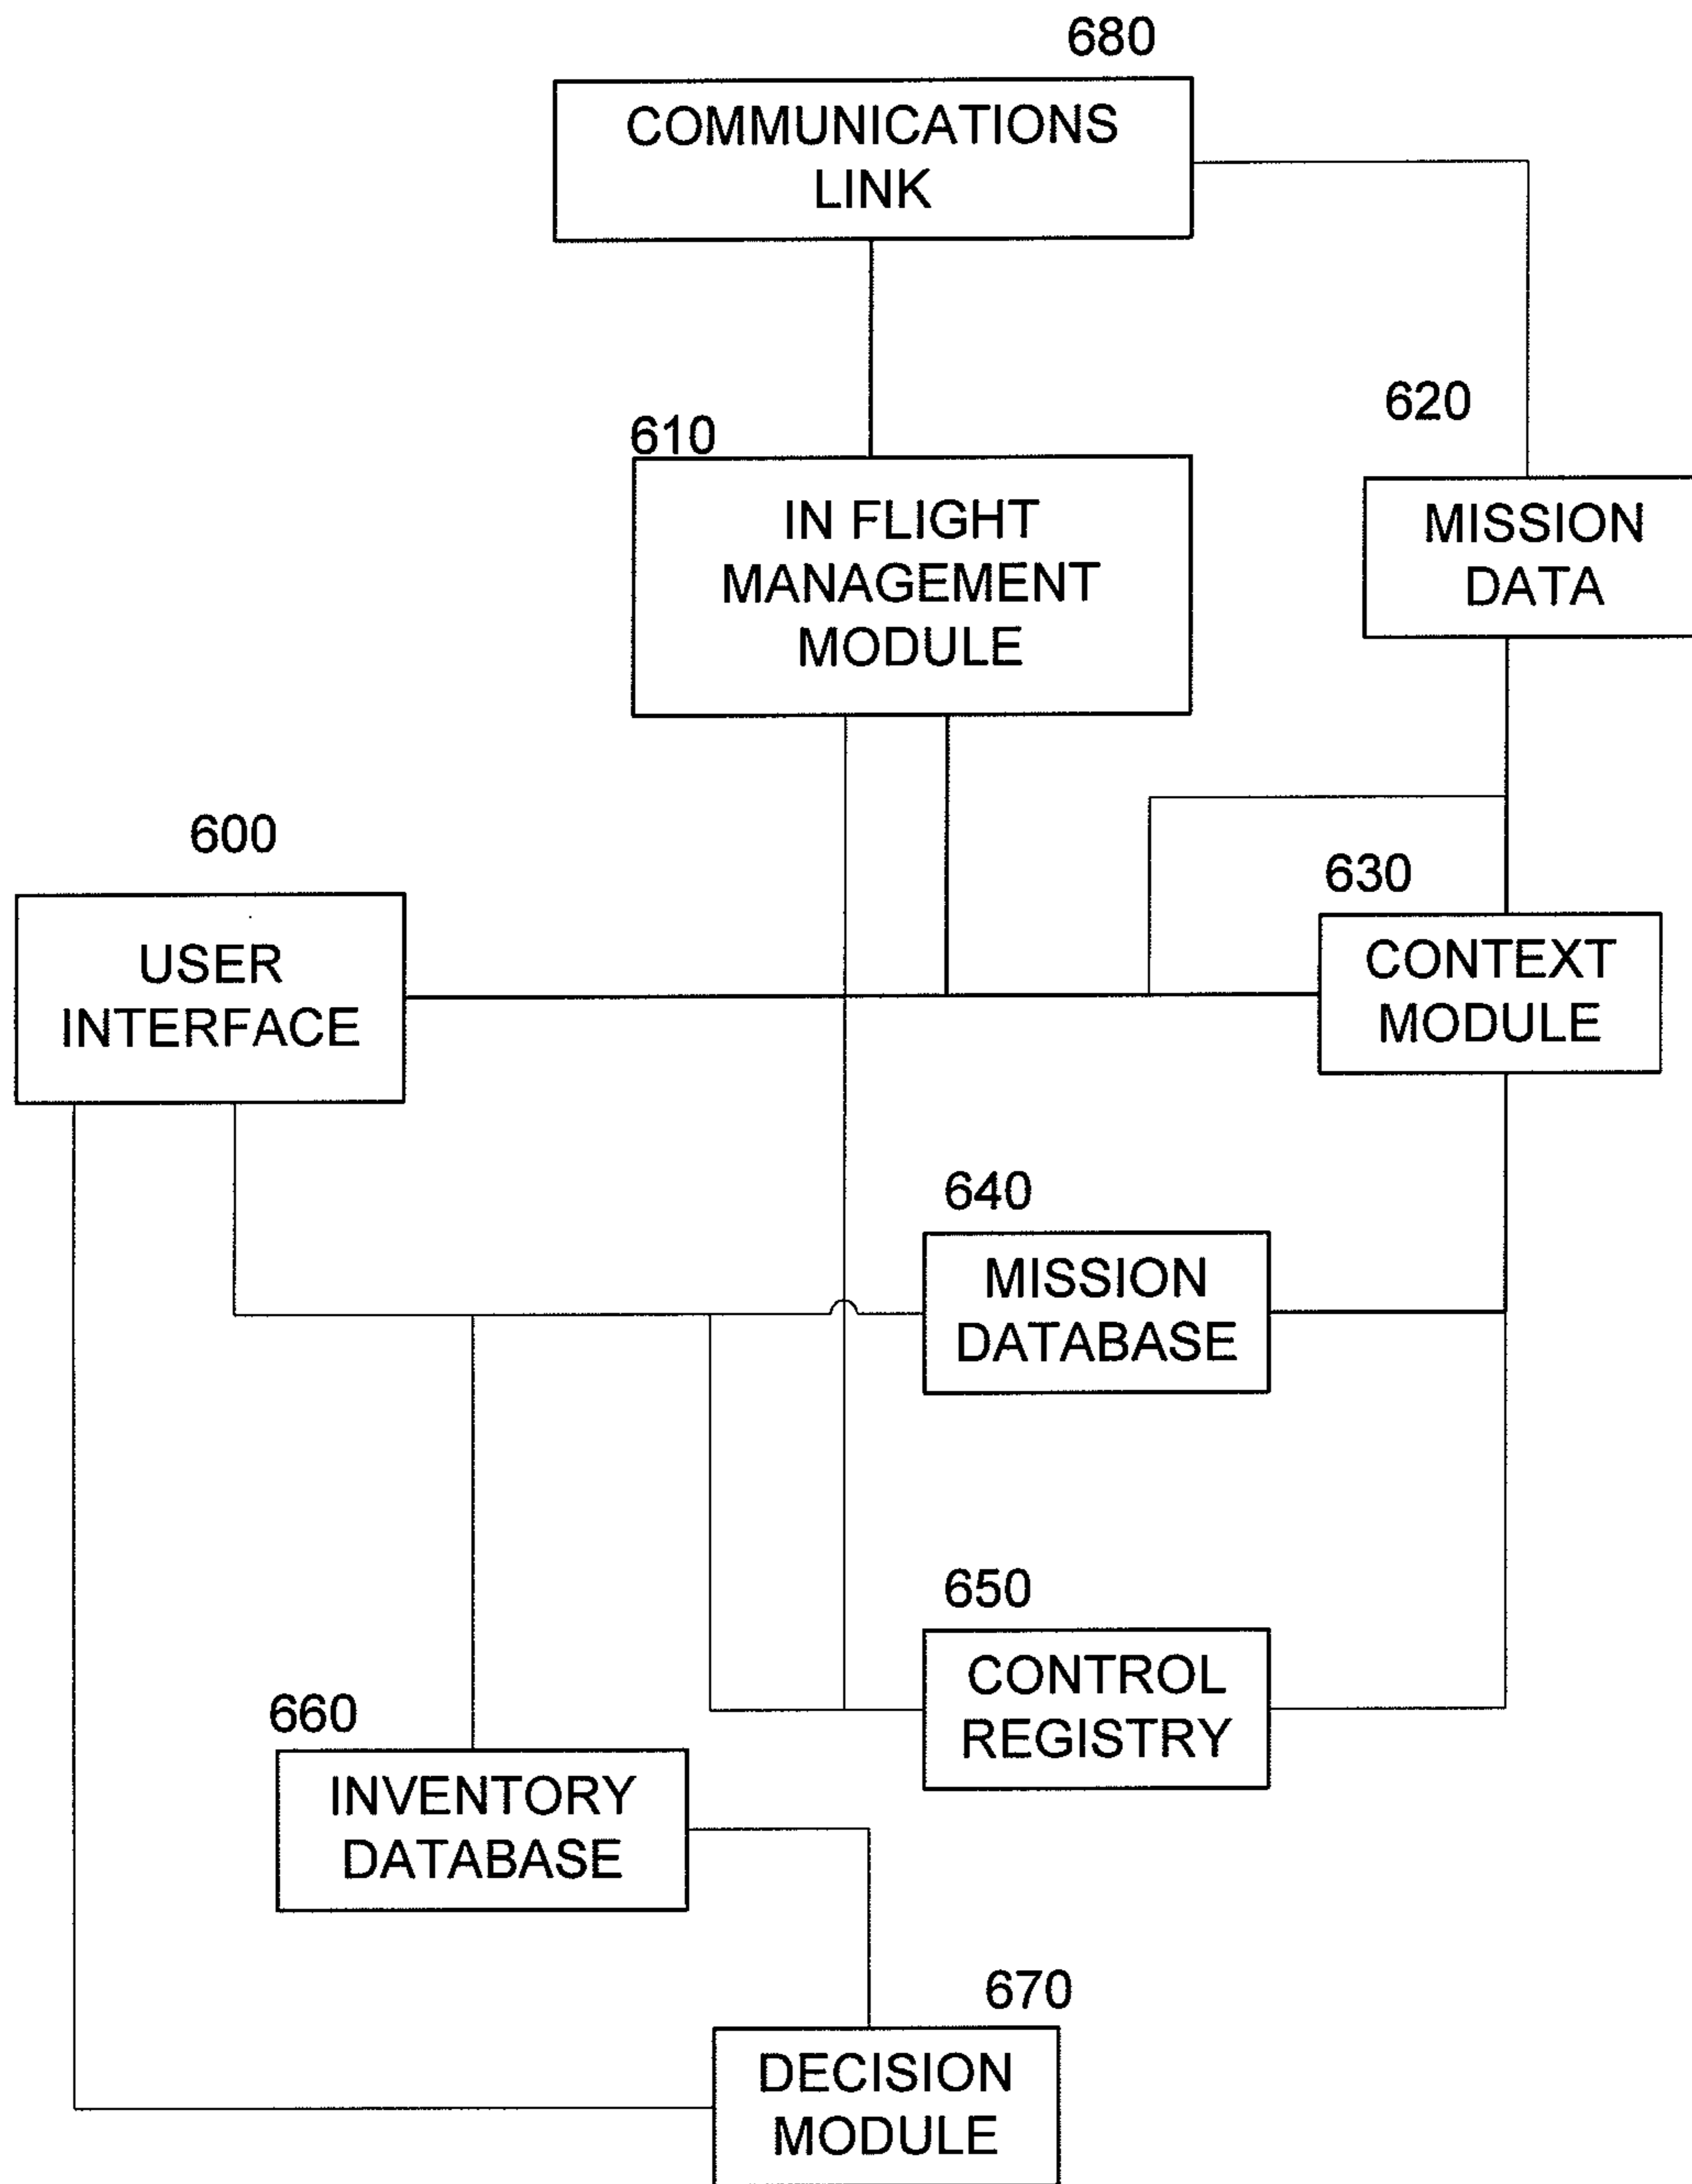 680
COMMUNICATIONS
LINK
610
IN FLIGHT
MANAGEMENT
MODULE
620
MISSION
DATA
600
USER
INTERFACE
630
CONTEXT
MODULE
640
MISSION
DATABASE
650
CONTROL
REGISTRY
660
INVENTORY
DATABASE
670
DECISION
MODULE